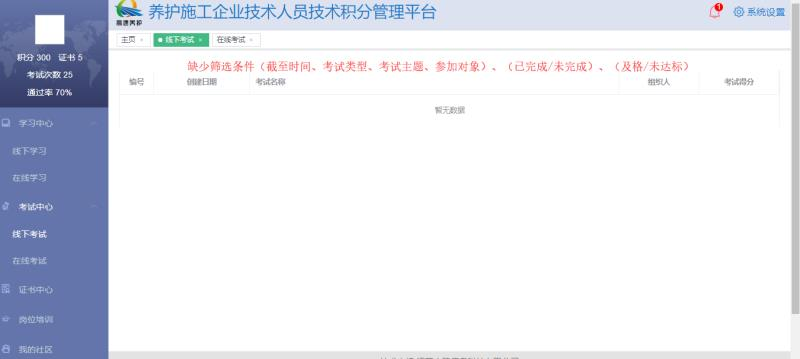 养护施工企业技术人员技术积分管理平台
1
系统设置
高速养护
积分 300 证书 5
考试次数 25
通过率 70%
主页 ×
线下考试 ×
在线考试 ×
缺少筛选条件（截至时间、考试类型、考试主题、参加对象）、（已完成/未完成）、（及格/未达标）
编号 创建日期 考试名称 组织人 考试得分
暂无数据
学习中心
线下学习
在线学习
考试中心
线下考试
在线考试
证书中心
岗位培训
我的社区